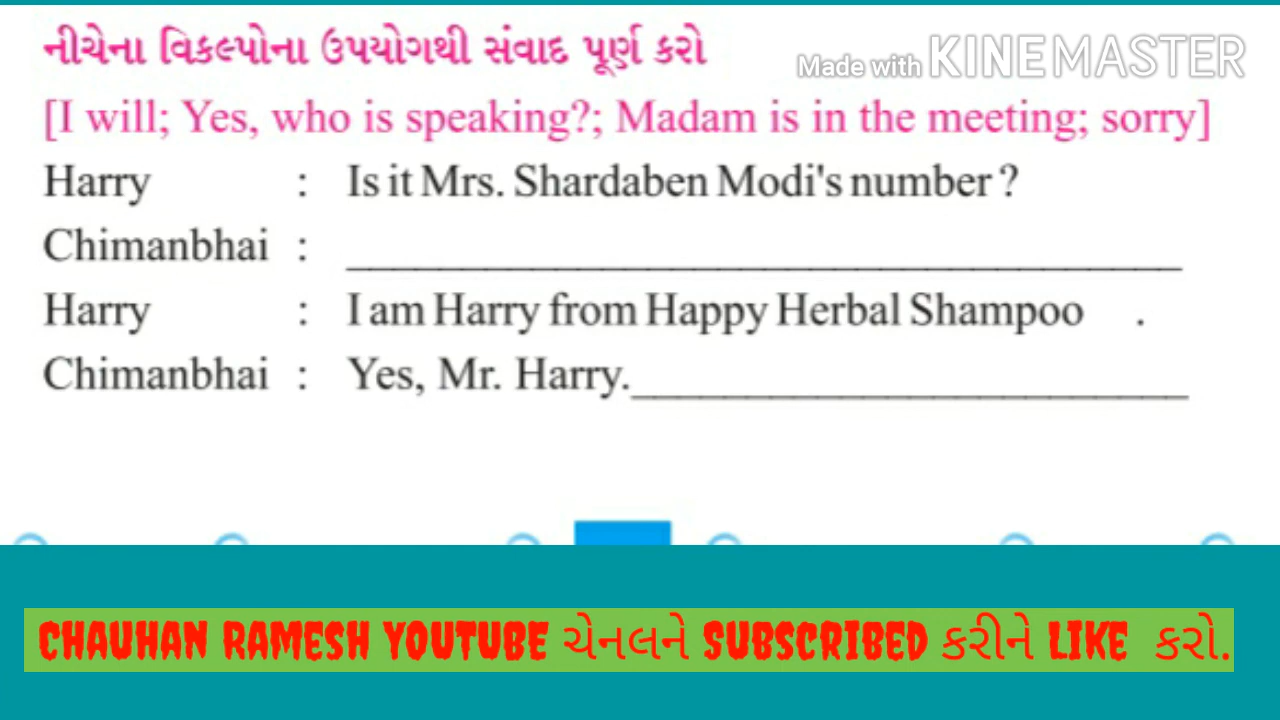 નીચેના વિકલ્પોના ઉપયોગથી સંવાદ પૂર્ણ કરો
Made with KINEMASTER
[I will; Yes, who is speaking?; Madam is in the meeting; sorry]
Harry : Is it Mrs. Shardaben Modi's number ?
Chimanbhai : ______________________________
Harry : I am Harry from Happy Herbal Shampoo .
Chimanbhai : Yes, Mr. Harry.____________________
CHAUHAN RAMESH YOUTUBE ચેનલને SUBSCRIBED કરીને LIKE કરો.